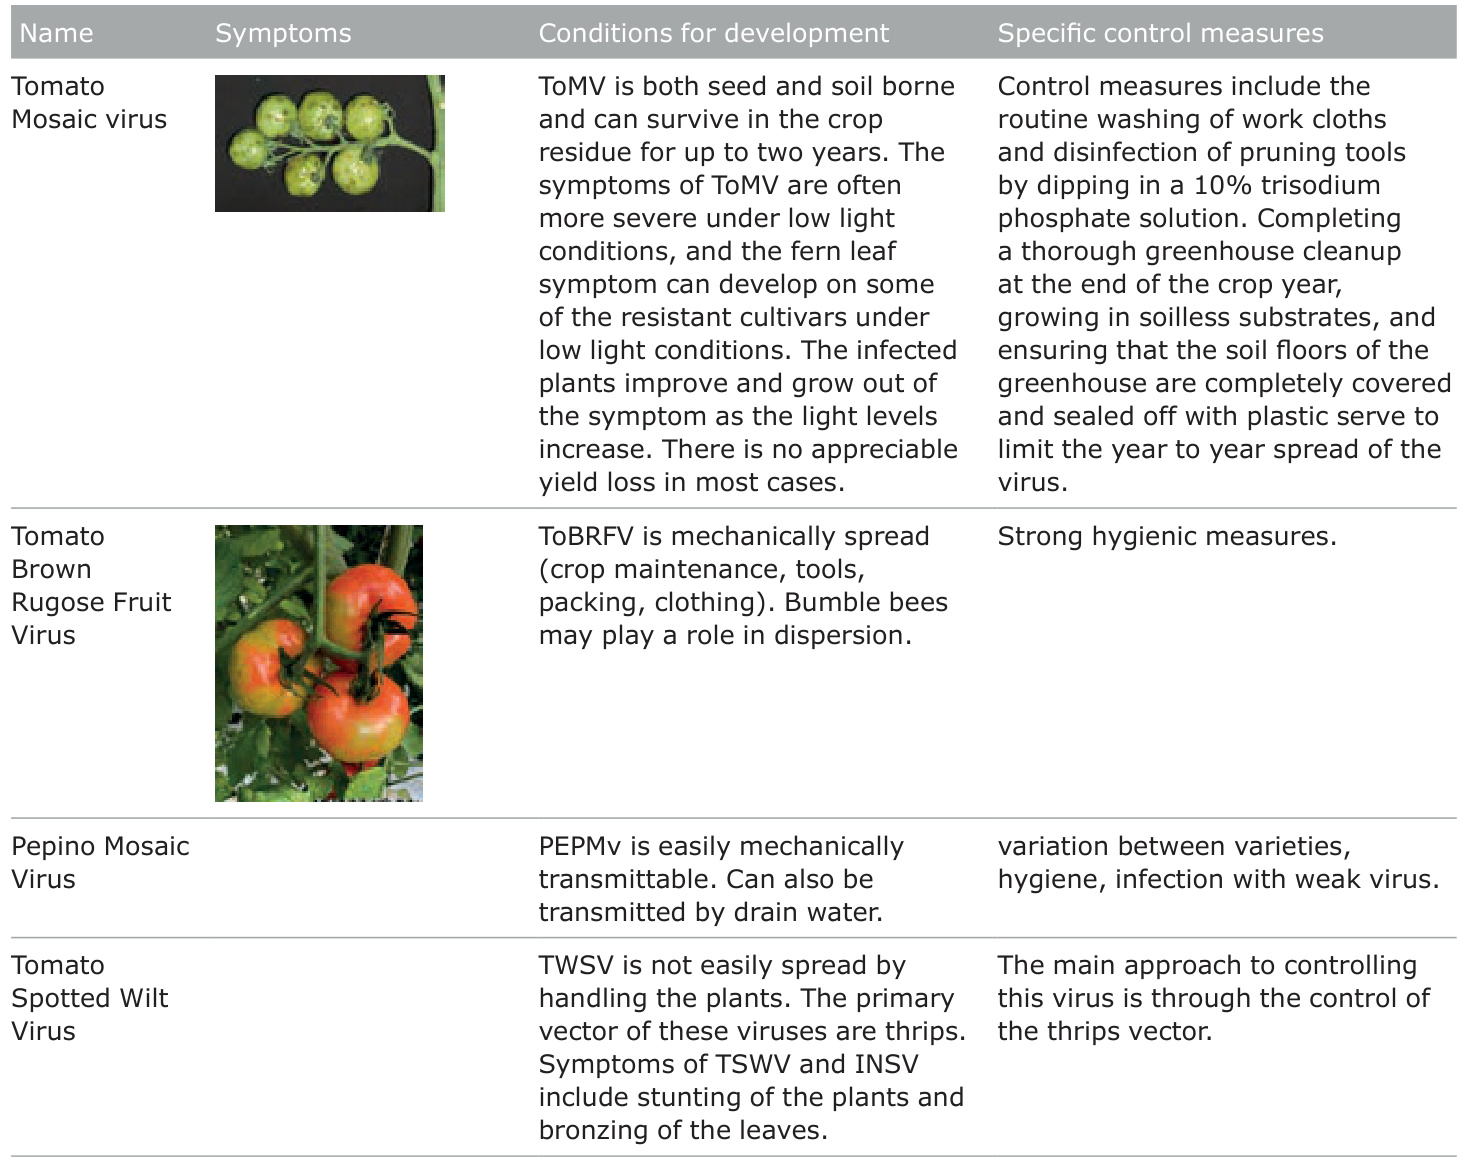 Name Symptoms Conditions for development Specific control measures
Tomato
Mosaic virus
ToMV is both seed and soil borne
and can survive in the crop
residue for up to two years. The
symptoms of ToMV are often
more severe under low light
conditions, and the fern leaf
symptom can develop on some
of the resistant cultivars under
low light conditions. The infected
plants improve and grow out of
the symptom as the light levels
increase. There is no appreciable
yield loss in most cases.
Control measures include the
routine washing of work cloths
and disinfection of pruning tools
by dipping in a 10% trisodium
phosphate solution. Completing
a thorough greenhouse cleanup
at the end of the crop year,
growing in soilless substrates, and
ensuring that the soil floors of the
greenhouse are completely covered
and sealed off with plastic serve to
limit the year to year spread of the
virus.
Tomato
Brown
Rugose Fruit
Virus
ToBRFV is mechanically spread
(crop maintenance, tools,
packing, clothing). Bumble bees
may play a role in dispersion.
Strong hygienic measures.
Pepino Mosaic
Virus
PEPMv is easily mechanically
transmittable. Can also be
transmitted by drain water.
variation between varieties,
hygiene, infection with weak virus.
Tomato
Spotted Wilt
Virus
TWSV is not easily spread by
handling the plants. The primary
vector of these viruses are thrips.
Symptoms of TSWV and INSV
include stunting of the plants and
bronzing of the leaves.
The main approach to controlling
this virus is through the control of
the thrips vector.